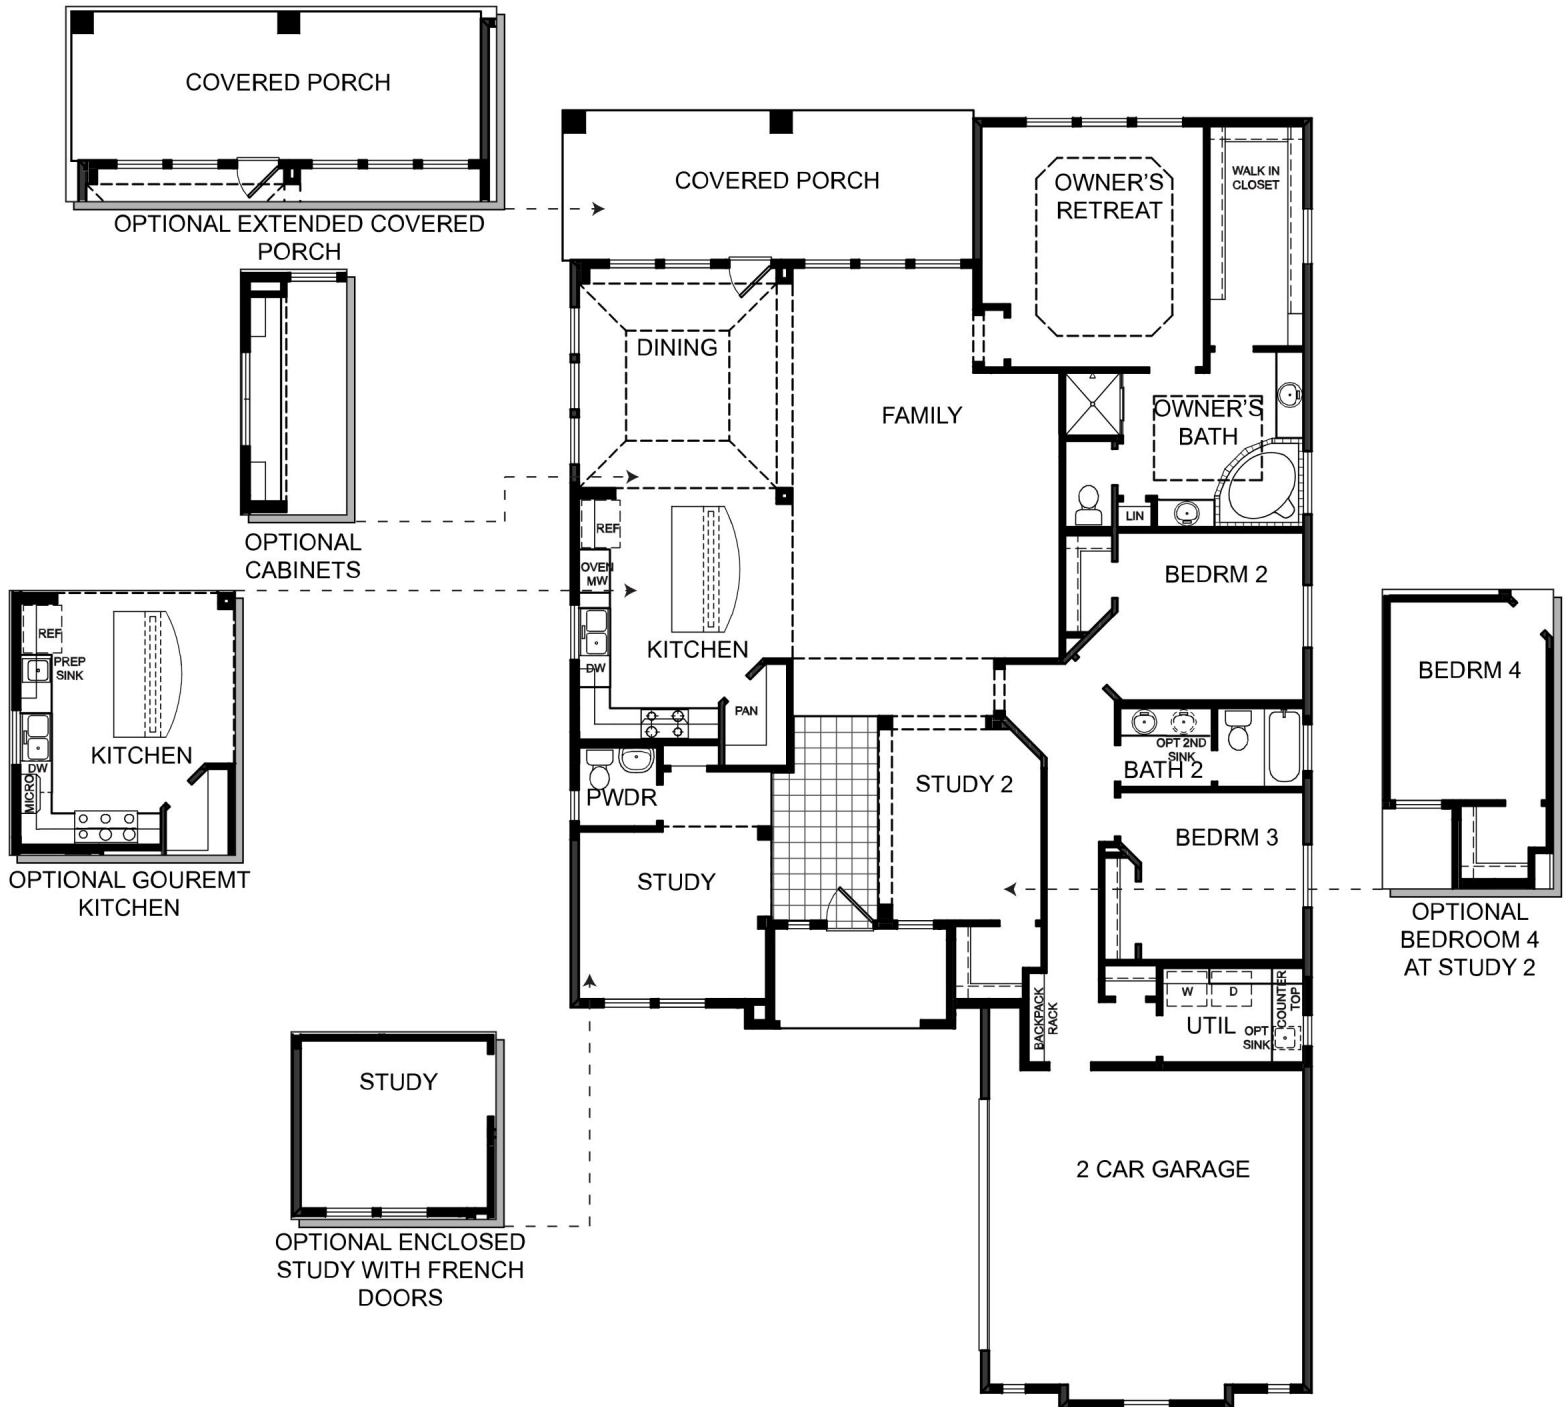 COVERED PORCH
OPTIONAL EXTENDED COVERED
PORCH
OPTIONAL
CABINETS
REF
PREP
SINK
KITCHEN
DW
MICRO
OPTIONAL GOUREMT
KITCHEN
STUDY
OPTIONAL ENCLOSED
STUDY WITH FRENCH
DOORS
COVERED PORCH
OWNER'S
RETREAT
WALK IN
CLOSET
DINING
FAMILY
OWNER'S
BATH
LIN
REF
OVEN
MW
KITCHEN
DW
PAN
BEDRM 2
OPT 2ND
SINK
BATH 2
PWDR
STUDY 2
STUDY
BEDRM 3
BACKPACK
RACK
W
D
COUNTER
TOP
UTIL
OPT
SINK
2 CAR GARAGE
BEDRM 4
OPTIONAL
BEDROOM 4
AT STUDY 2